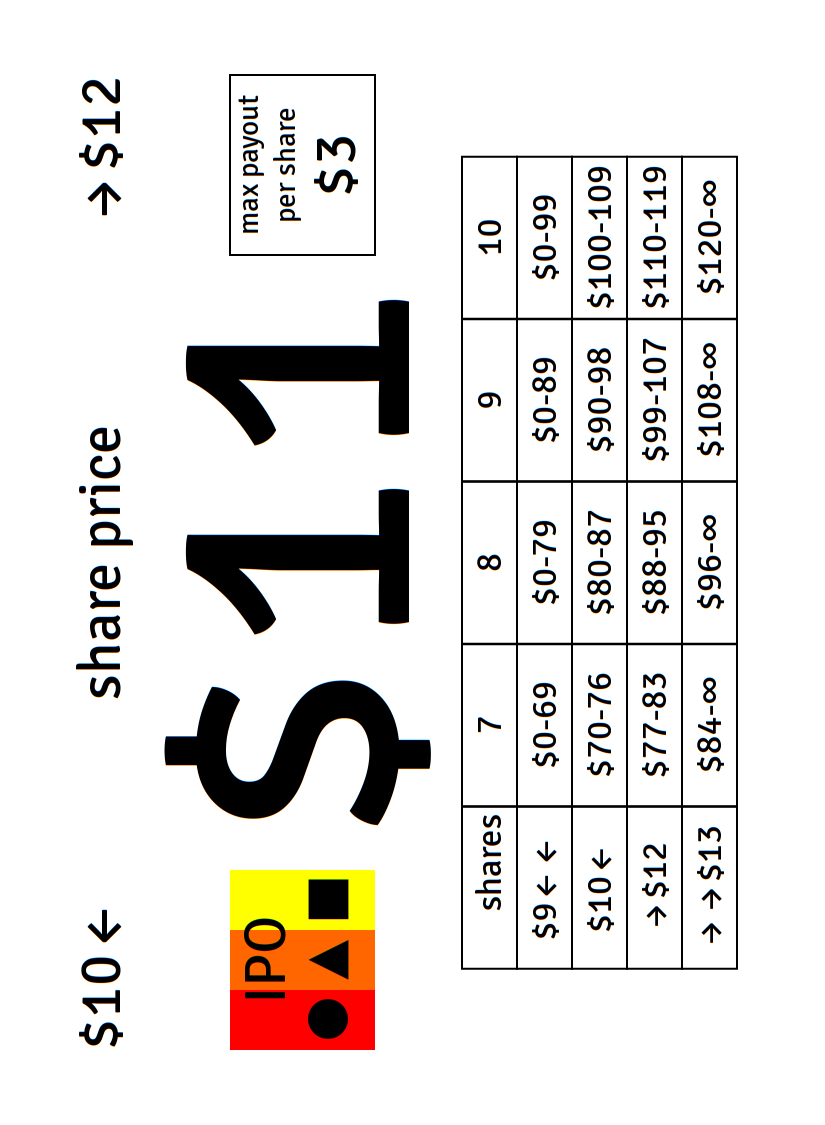 $10 ← share price → $12
IPO
$11
max payout
per share
$3
shares 7 8 9 10
$9 ← ← $0-69 $0-79 $0-89 $0-99
$10 ← $70-76 $80-87 $90-98 $100-109
→ $12 $77-83 $88-95 $99-107 $110-119
→ → $13 $84-∞ $96-∞ $108-∞ $120-∞